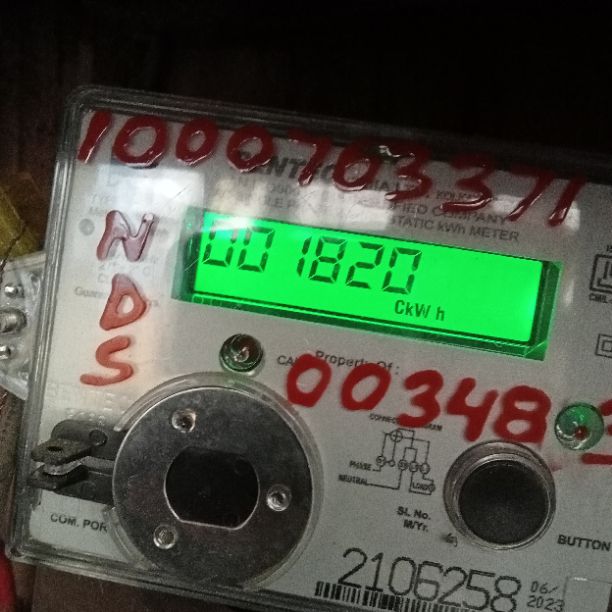 1000703371
STATIC kWh METER
N
001820
CkW h
D
S
Property Of :
00348
PHASE
NEUTRAL
LOAD
SL. No.
M/Yr.
COM. POR
BUTTON
2106258
06/
2023